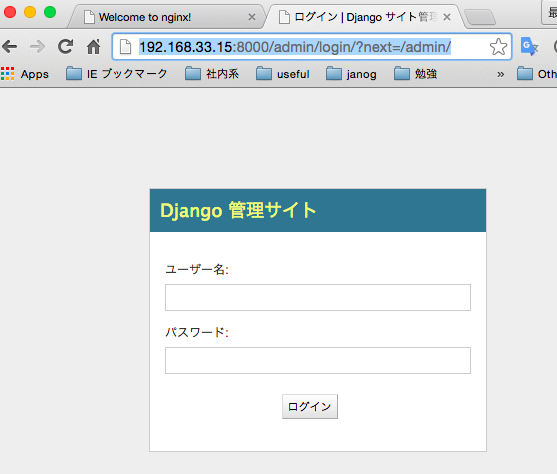 Welcome to nginx!
ログイン | Django サイト管理
192.168.33.15:8000/admin/login/?next=/admin/
Apps
IE ブックマーク
社内系
useful
janog
勉強
»
Oth
Django 管理サイト
ユーザー名:
パスワード:
ログイン